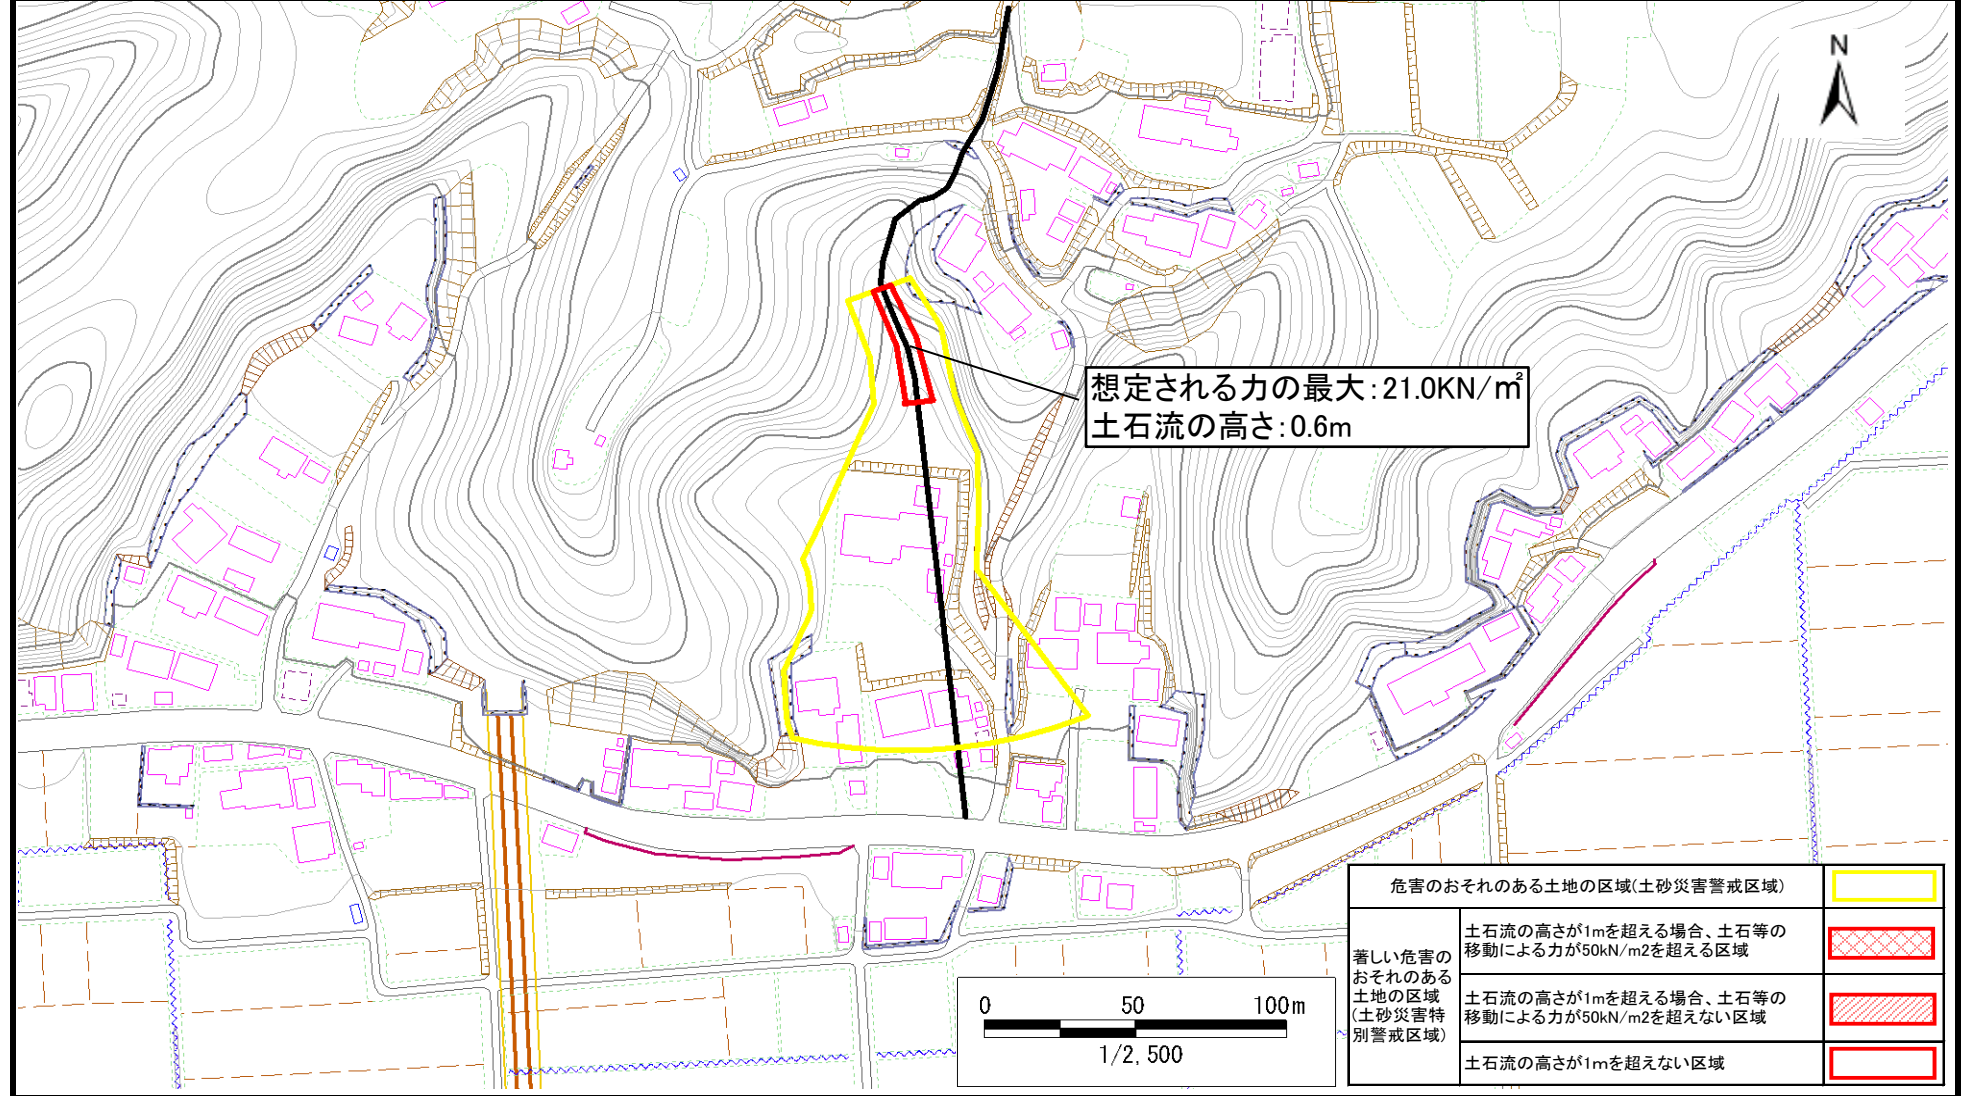 N
想定される力の最大:21.0KN/㎡
土石流の高さ:0.6m
危害のおそれのある土地の区域(土砂災害警戒区域)
著しい危害の
おそれのある
土地の区域
(土砂災害特
別警戒区域)
土石流の高さが1mを超える場合、土石等の
移動による力が50kN/m2を超える区域
土石流の高さが1mを超える場合、土石等の
移動による力が50kN/m2を超えない区域
土石流の高さが1mを超えない区域
0 50 100m
1/2,500